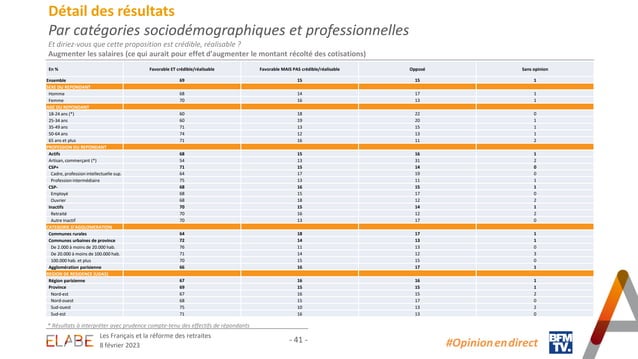 Détail des résultats
Par catégories sociodémographiques et professionnelles
Et diriez-vous que cette proposition est crédible, réalisable ?
Augmenter les salaires (ce qui aurait pour effet d'augmenter le montant récolté des cotisations)
En % Favorable ET crédible/réalisable Favorable MAIS PAS crédible/réalisable Opposé Sans opinion
Ensemble 69 15 15 1
SEXE DU REPONDANT
Homme 68 14 17 1
Femme 70 16 13 1
AGE DU REPONDANT
18-24 ans (*) 60 18 22 0
25-34 ans 60 19 20 1
35-49 ans 71 13 15 1
50-64 ans 74 12 13 1
65 ans et plus 71 16 11 2
PROFESSION DU REPONDANT
Actifs 68 15 16 1
Artisan, commerçant (*) 54 13 31 2
CSP+ 71 15 14 0
Cadre, profession intellectuelle sup. 64 17 19 0
Profession intermédiaire 75 13 11 1
CSP- 68 16 15 1
Employé 68 15 17 0
Ouvrier 68 18 12 2
Inactifs 70 15 14 1
Retraité 70 16 12 2
Autre inactif 70 13 17 0
CATEGORIE D'AGGLOMERATION
Communes rurales 64 18 17 1
Communes urbaines de province 72 14 13 1
De 2.000 à moins de 20.000 hab. 76 11 13 0
De 20.000 à moins de 100.000 hab. 71 14 12 3
100.000 hab. et plus 70 15 15 0
Agglomération parisienne 66 16 17 1
REGION DE RESIDENCE (UDA5)
Région parisienne 67 16 16 1
Province 69 15 15 1
Nord-est 67 16 15 2
Nord-ouest 68 15 17 0
Sud-ouest 75 10 13 2
Sud-est 71 16 13 0
* Résultats à interpréter avec prudence compte-tenu des effectifs de répondants
ELABE
Les Français et la réforme des retraites
8 février 2023
- 41 -
#Opinion en direct
BFM
TV.